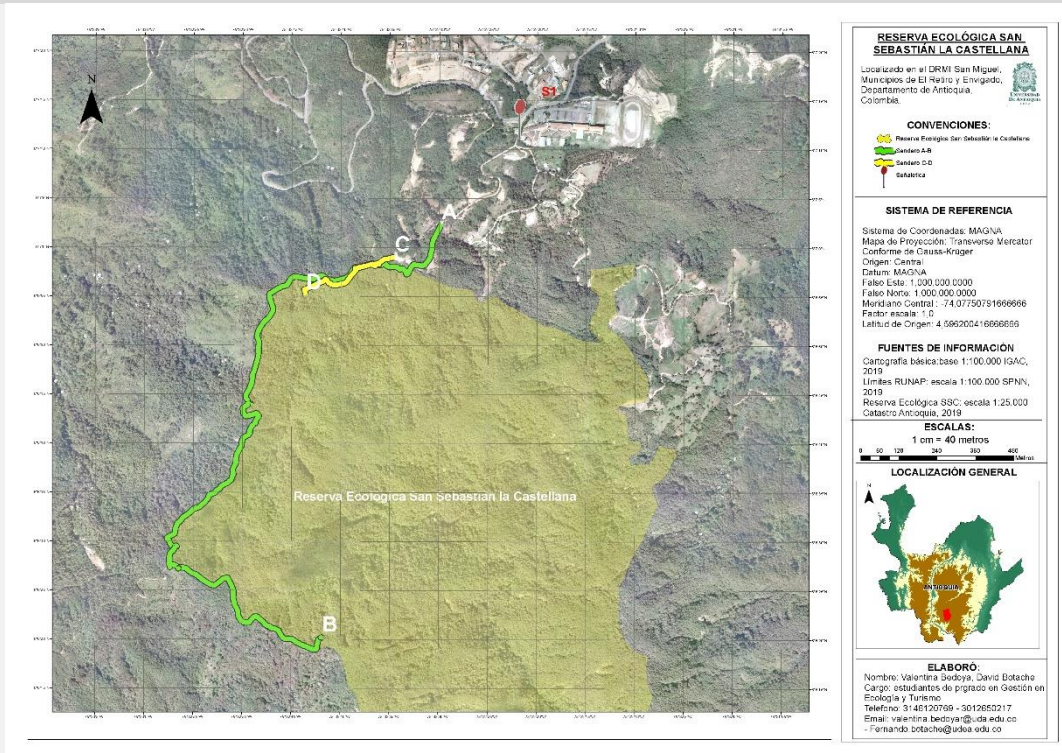 S1
A
C
D
Reserva Ecológica San Sebastián la Castellana
B
N
RESERVA ECOLÓGICA SAN
SEBASTIÁN LA CASTELLANA
Localizado en el DRMI San Miguel,
Municipios de El Retiro y Envigado,
Departamento de Antioquia,
Colombia.
UNIVERSIDAD
DE ANTIOQUIA
CONVENCIONES:
Reserva Ecológica San Sebastián la Castellana
Sendero A-B
Sendero C-D
Señaletica
SISTEMA DE REFERENCIA
Sistema de Coordenadas: MAGNA
Mapa de Proyección: Transverse Mercator
Conforme de Gauss-Krüger
Origen: Central
Datum: MAGNA
Falso Este: 1.000.000.0000
Falso Norte: 1.000.000.0000
Meridiano Central: -74,07750791666666
Factor escala: 1,0
Latitud de Origen: 4,596200416666666
FUENTES DE INFORMACIÓN
Cartografía básica:base 1:100.000 IGAC,
2019
Límites RUNAP: escala 1:100.000 SPNN,
2019
Reserva Ecológica SSC: escala 1:25.000
Catastro Antioquia, 2019
ESCALAS:
1 cm = 40 metros
0 60 120 240 360 480
Metros
LOCALIZACIÓN GENERAL
N
ANTIOQUIA
ELABORÓ:
Nombre: Valentina Bedoya, David Botache
Cargo: estudiantes de prgrado en Gestión en
Ecología y Turismo
Telefono: 3146120769 - 3012650217
Email: valentina.bedoyar@uda.edu.co
- Fernando.botache@udea.edu.co